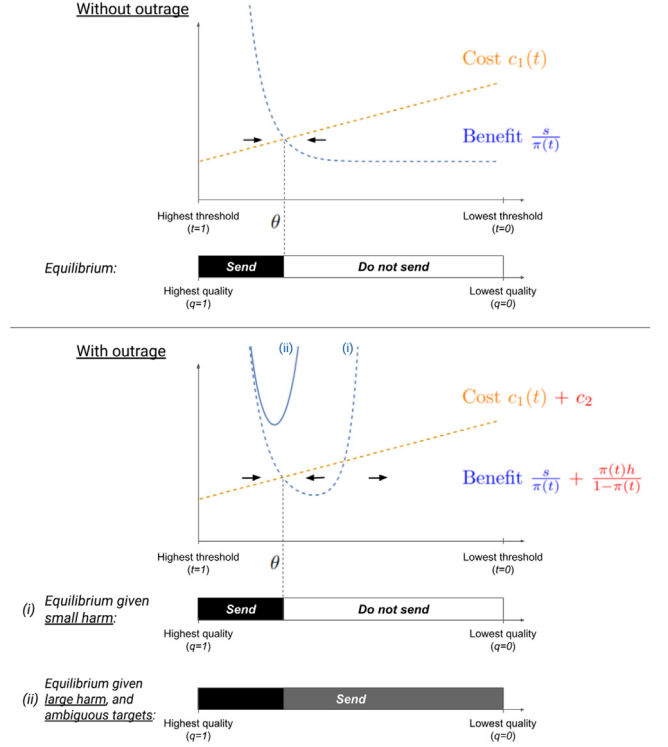 Without outrage
Cost c₁(t)
Benefit s/π(t)
Highest threshold
(t=1)
θ
Lowest threshold
(t=0)
Equilibrium:
Send
Do not send
Highest quality
(q=1)
Lowest quality
(q=0)
With outrage
(ii)
(i)
Cost c₁(t) + c₂
Benefit s/π(t) + π(t)h/1−π(t)
Highest threshold
(t=1)
θ
Lowest threshold
(t=0)
(i)
Equilibrium given
small harm:
Send
Do not send
Highest quality
(q=1)
Lowest quality
(q=0)
(ii)
Equilibrium given
large harm, and
ambiguous targets:
Send
Highest quality
(q=1)
Lowest quality
(q=0)